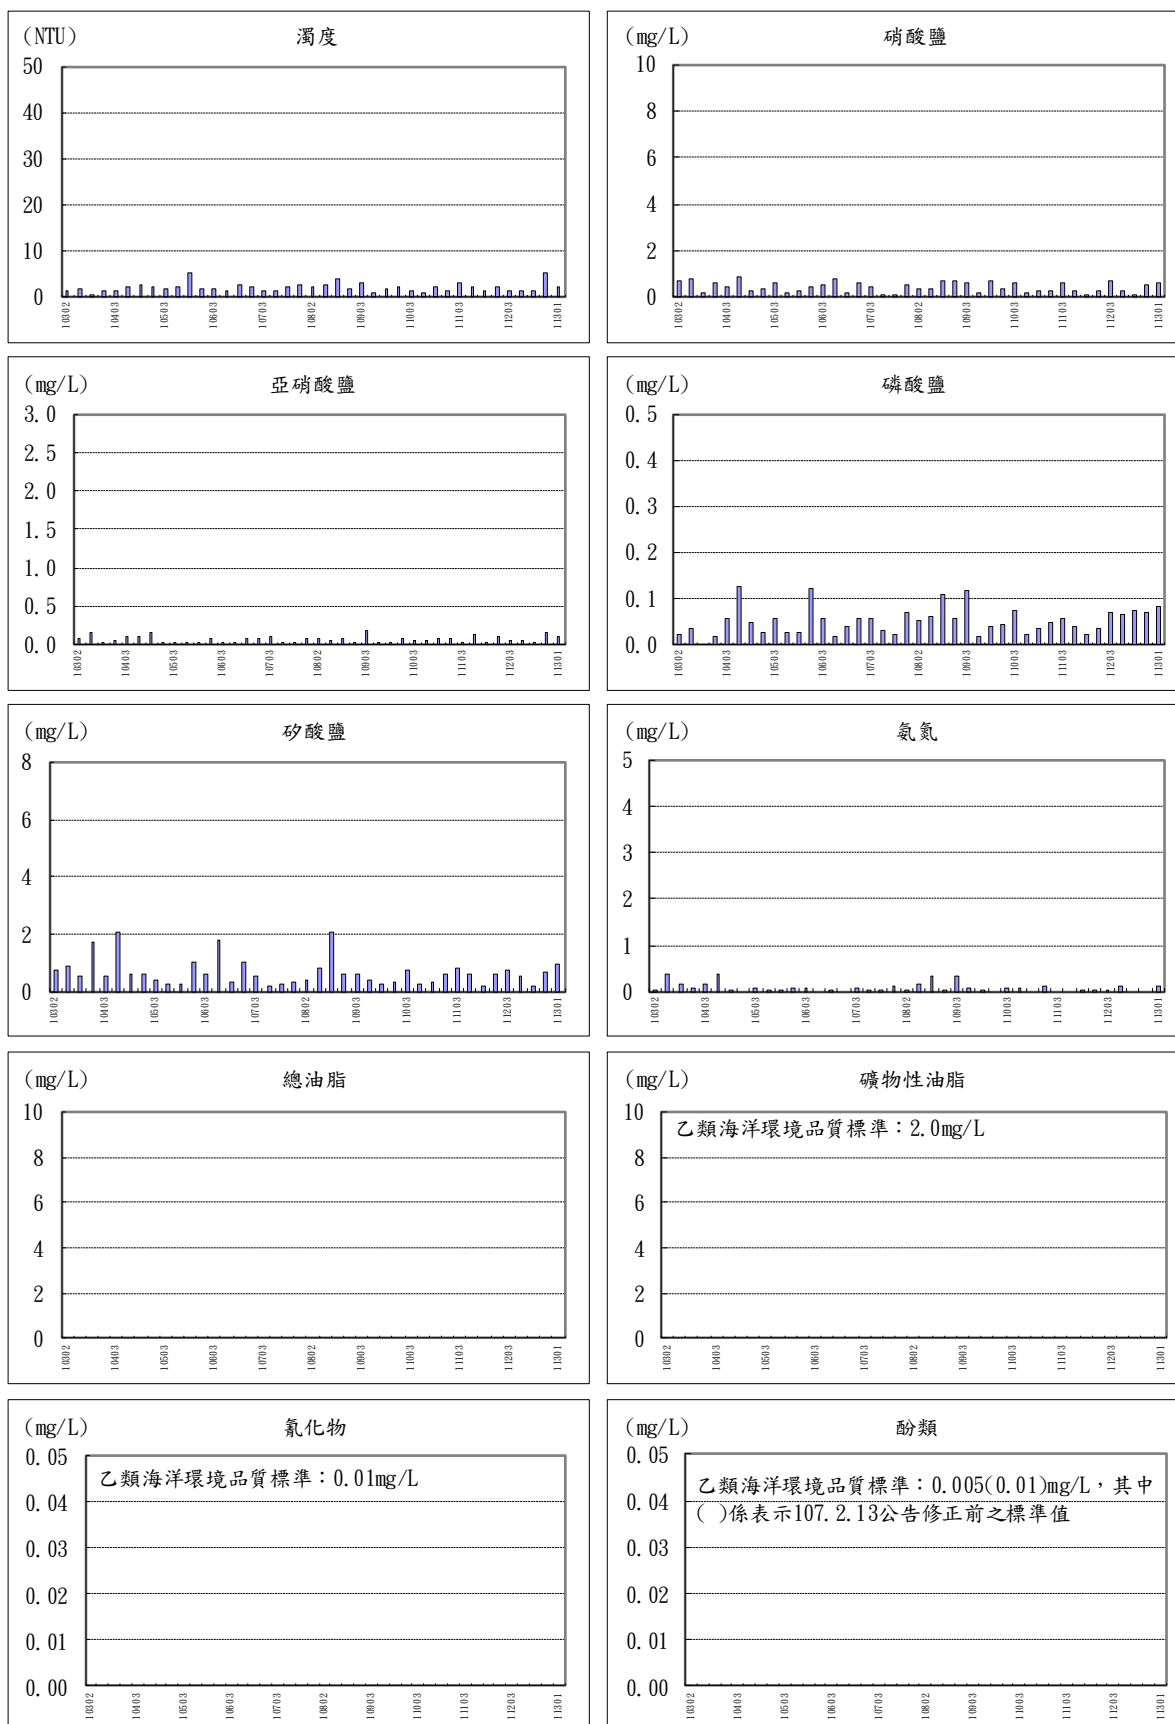 (NTU) 濁度
50
40
30
20
10
0
10302 10403 10503 10603 10703 10802 10903 11003 11103 11203 11301
(mg/L) 硝酸鹽
10
8
6
4
2
0
10302 10403 10503 10603 10703 10802 10903 11003 11103 11203 11301
(mg/L) 亞硝酸鹽
3.0
2.5
2.0
1.5
1.0
0.5
0.0
10302 10403 10503 10603 10703 10802 10903 11003 11103 11203 11301
(mg/L) 磷酸鹽
0.5
0.4
0.3
0.2
0.1
0.0
10302 10403 10503 10603 10703 10802 10903 11003 11103 11203 11301
(mg/L) 矽酸鹽
8
6
4
2
0
10302 10403 10503 10603 10703 10802 10903 11003 11103 11203 11301
(mg/L) 氨氮
5
4
3
2
1
0
10302 10403 10503 10603 10703 10802 10903 11003 11103 11203 11301
(mg/L) 總油脂
10
8
6
4
2
0
10302 10403 10503 10603 10703 10802 10903 11003 11103 11203 11301
(mg/L) 礦物性油脂
10
乙類海洋環境品質標準：2.0mg/L
8
6
4
2
0
10302 10403 10503 10603 10703 10802 10903 11003 11103 11203 11301
(mg/L) 氰化物
0.05
乙類海洋環境品質標準：0.01mg/L
0.04
0.03
0.02
0.01
0.00
10302 10403 10503 10603 10703 10802 10903 11003 11103 11203 11301
(mg/L) 酚類
0.05
乙類海洋環境品質標準：0.005(0.01)mg/L，其中
( )係表示107.2.13公告修正前之標準值
0.04
0.03
0.02
0.01
0.00
10302 10403 10503 10603 10703 10802 10903 11003 11103 11203 11301